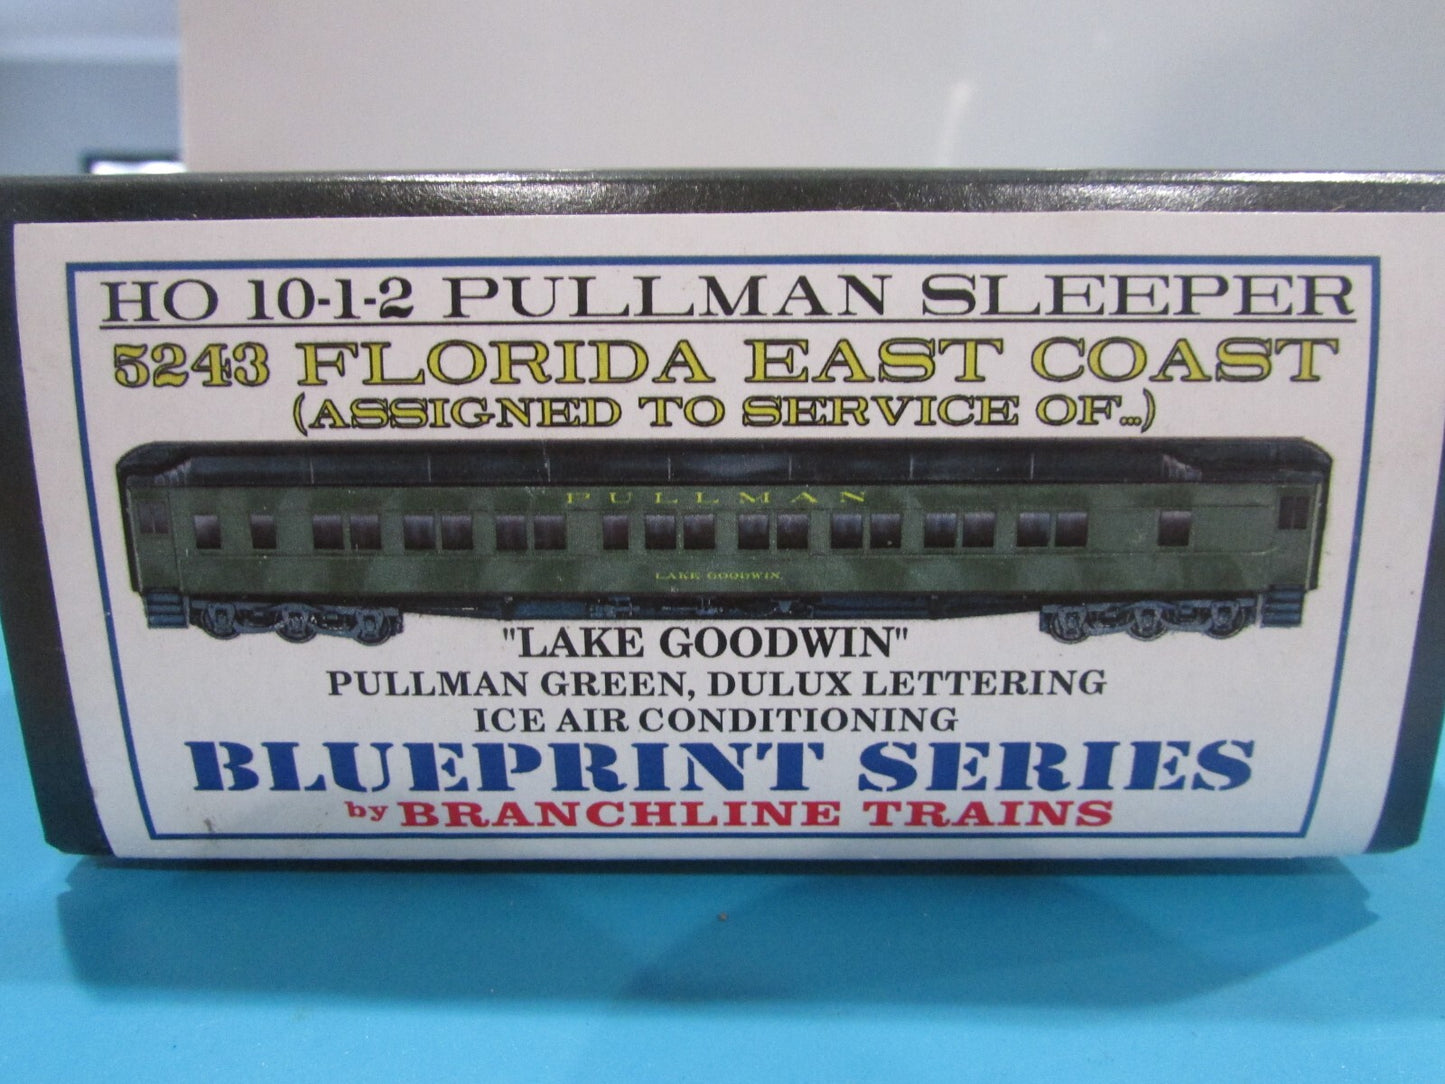 HO 10-1-2 PULLMAN SLEEPER
5243 FLORIDA EAST COAST
(ASSIGNED TO SERVICE OF...)
PULLMAN
LAKE GOODWIN
"LAKE GOODWIN"
PULLMAN GREEN, DULUX LETTERING
ICE AIR CONDITIONING
BLUEPRINT SERIES
by BRANCHLINE TRAINS